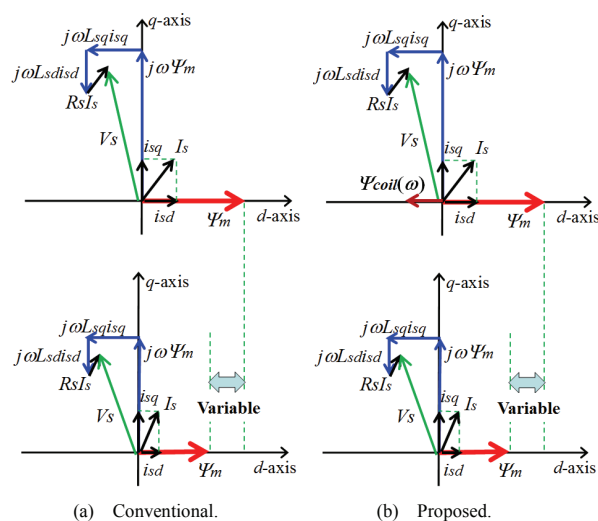 q-axis
jωLsqisq
jωLsdisd
jωΨm
RsIs
Vs
isq
Is
isd
Ψm
d-axis
q-axis
jωLsqisq
jωLsdisd
jωΨm
RsIs
Vs
isq
Is
Ψcoil(ω)
isd
Ψm
d-axis
q-axis
jωLsqisq
jωLsdisd
jωΨm
RsIs
isq
Is
Variable
Vs
isd
Ψm
d-axis
q-axis
jωLsqisq
jωLsdisd
jωΨm
RsIs
isq
Is
Variable
Vs
isd
Ψm
d-axis
(a) Conventional.
(b) Proposed.